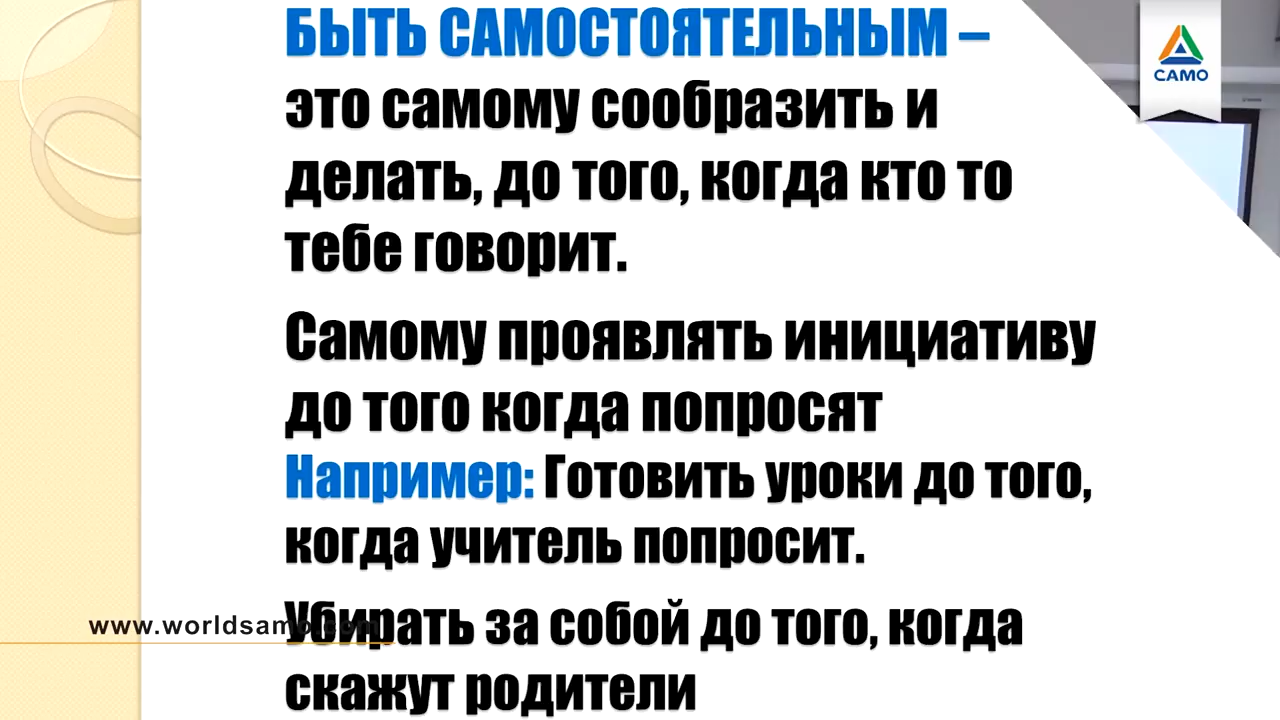 БЫТЬ САМОСТОЯТЕЛЬНЫМ –
это самому сообразить и
делать, до того, когда кто то
тебе говорит.
Самому проявлять инициативу
до того когда попросят
Например: Готовить уроки до того,
когда учитель попросит.
Убирать за собой до того, когда
скажут родители
САМО
www.worldsamo.com